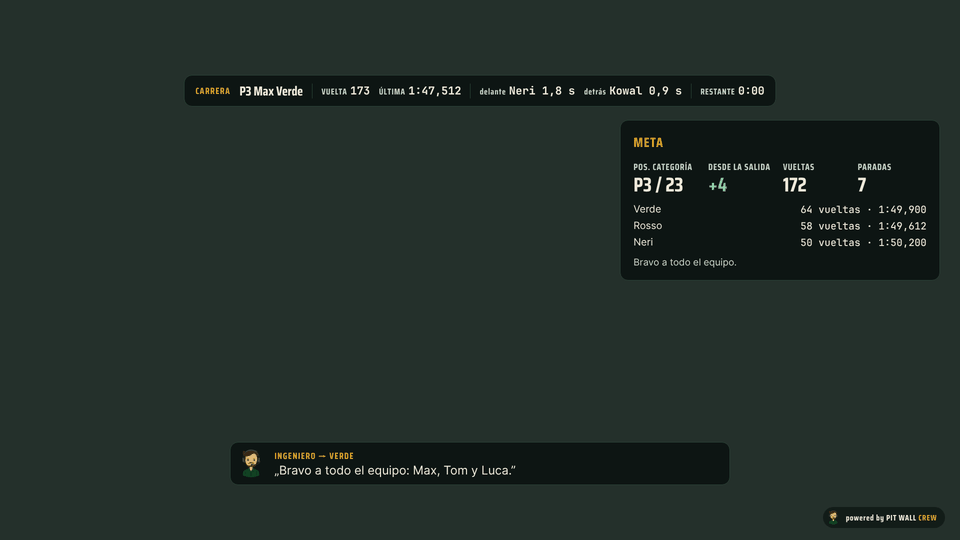 CARRERA P3 Max Verde VUELTA 173 ÚLTIMA 1:47,512 delante Neri 1,8 s detrás Kowal 0,9 s RESTANTE 0:00
META
POS. CATEGORÍA DESDE LA SALIDA VUELTAS PARADAS
P3 / 23 +4 172 7
Verde 64 vueltas · 1:49,900
Rosso 58 vueltas · 1:49,612
Neri 50 vueltas · 1:50,200
Bravo a todo el equipo.
INGENIERO → VERDE
„Bravo a todo el equipo: Max, Tom y Luca.”
powered by PIT WALL CREW